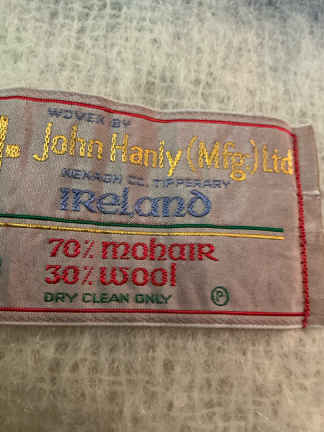 WOVEN BY
John Hanly (Mfg.) Ltd
NENAGH CO. TIPPERARY
IReland
70% mohair
30% wool
DRY CLEAN ONLY Ⓟ